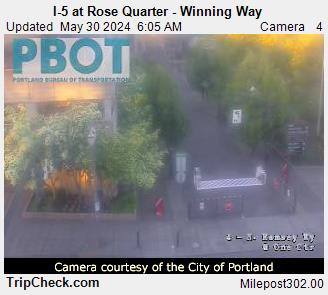 I-5 at Rose Quarter - Winning Way
Updated May 30 2024 6:05 AM Camera 4
PBOT
PORTLAND BUREAU OF TRANSPORTATION
Camera courtesy of the City of Portland
TripCheck.com Milepost302.00